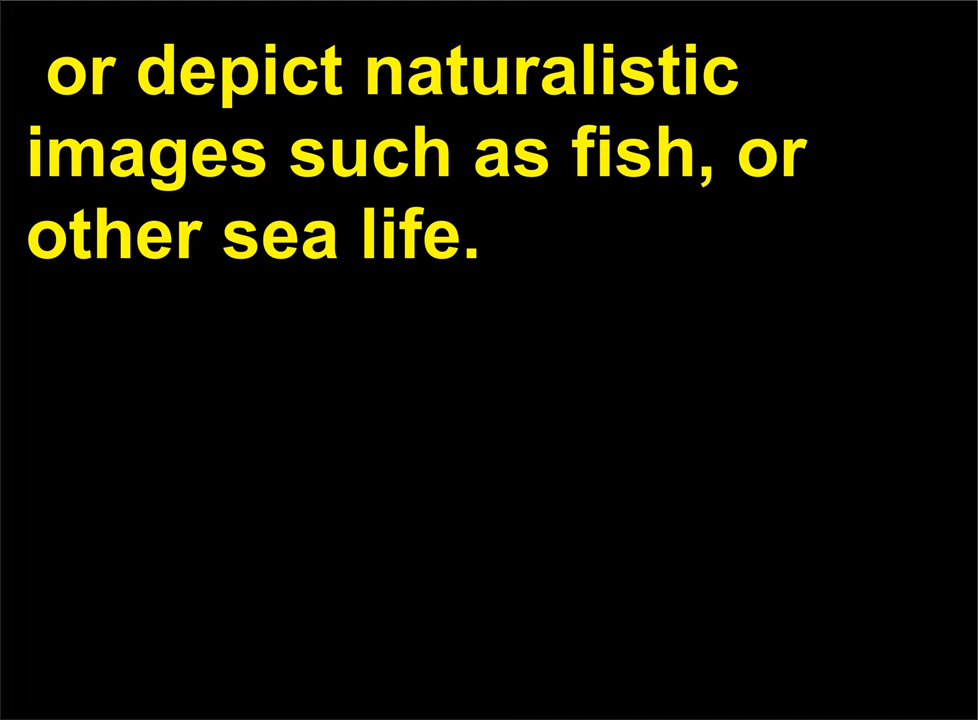 or depict naturalistic
images such as fish, or
other sea life.